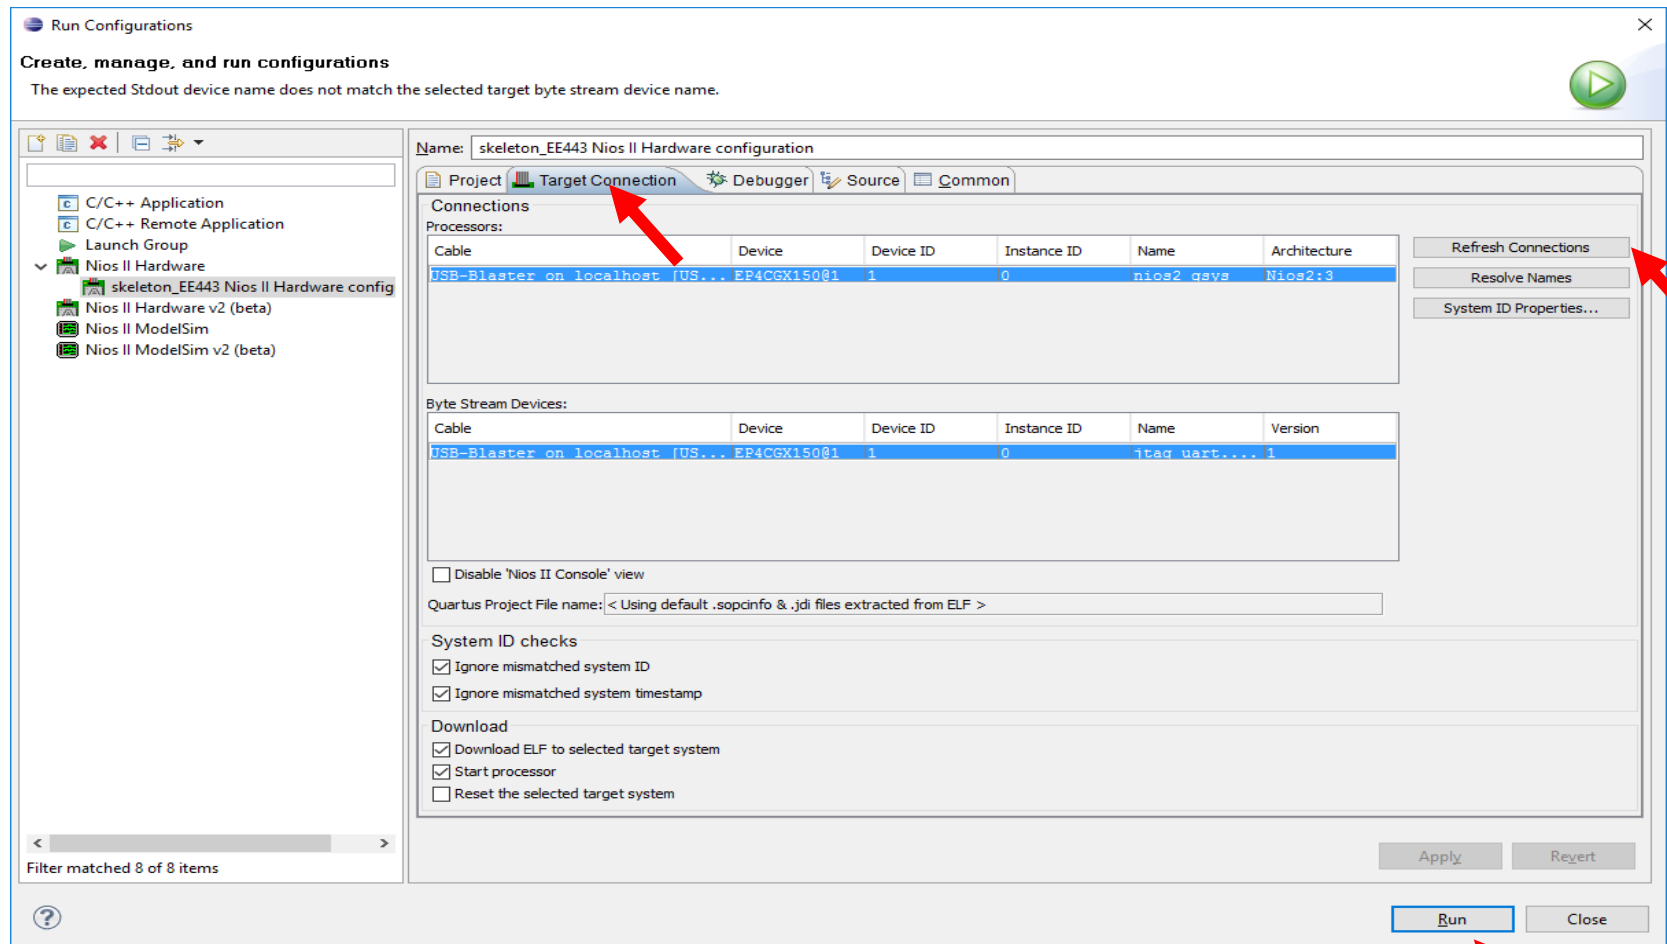 Run Configurations
Create, manage, and run configurations
The expected Stdout device name does not match the selected target byte stream device name.
Name: skeleton_EE443 Nios II Hardware configuration
Project Target Connection Debugger Source Common
C/C++ Application
C/C++ Remote Application
Launch Group
Nios II Hardware
skeleton_EE443 Nios II Hardware config
Nios II Hardware v2 (beta)
Nios II ModelSim
Nios II ModelSim v2 (beta)
Filter matched 8 of 8 items
Connections
Processors:
Cable Device Device ID Instance ID Name Architecture
USB-Blaster on localhost [US... EP4CGX150@1 1 0 nios2_qsys Nios2:3
Refresh Connections
Resolve Names
System ID Properties...
Byte Stream Devices:
Cable Device Device ID Instance ID Name Version
USB-Blaster on localhost [US... EP4CGX150@1 1 0 jtag_uart.... 1
Disable 'Nios II Console' view
Quartus Project File name: < Using default .sopcinfo & .jdi files extracted from ELF >
System ID checks
Ignore mismatched system ID
Ignore mismatched system timestamp
Download
Download ELF to selected target system
Start processor
Reset the selected target system
Apply Revert
Run Close